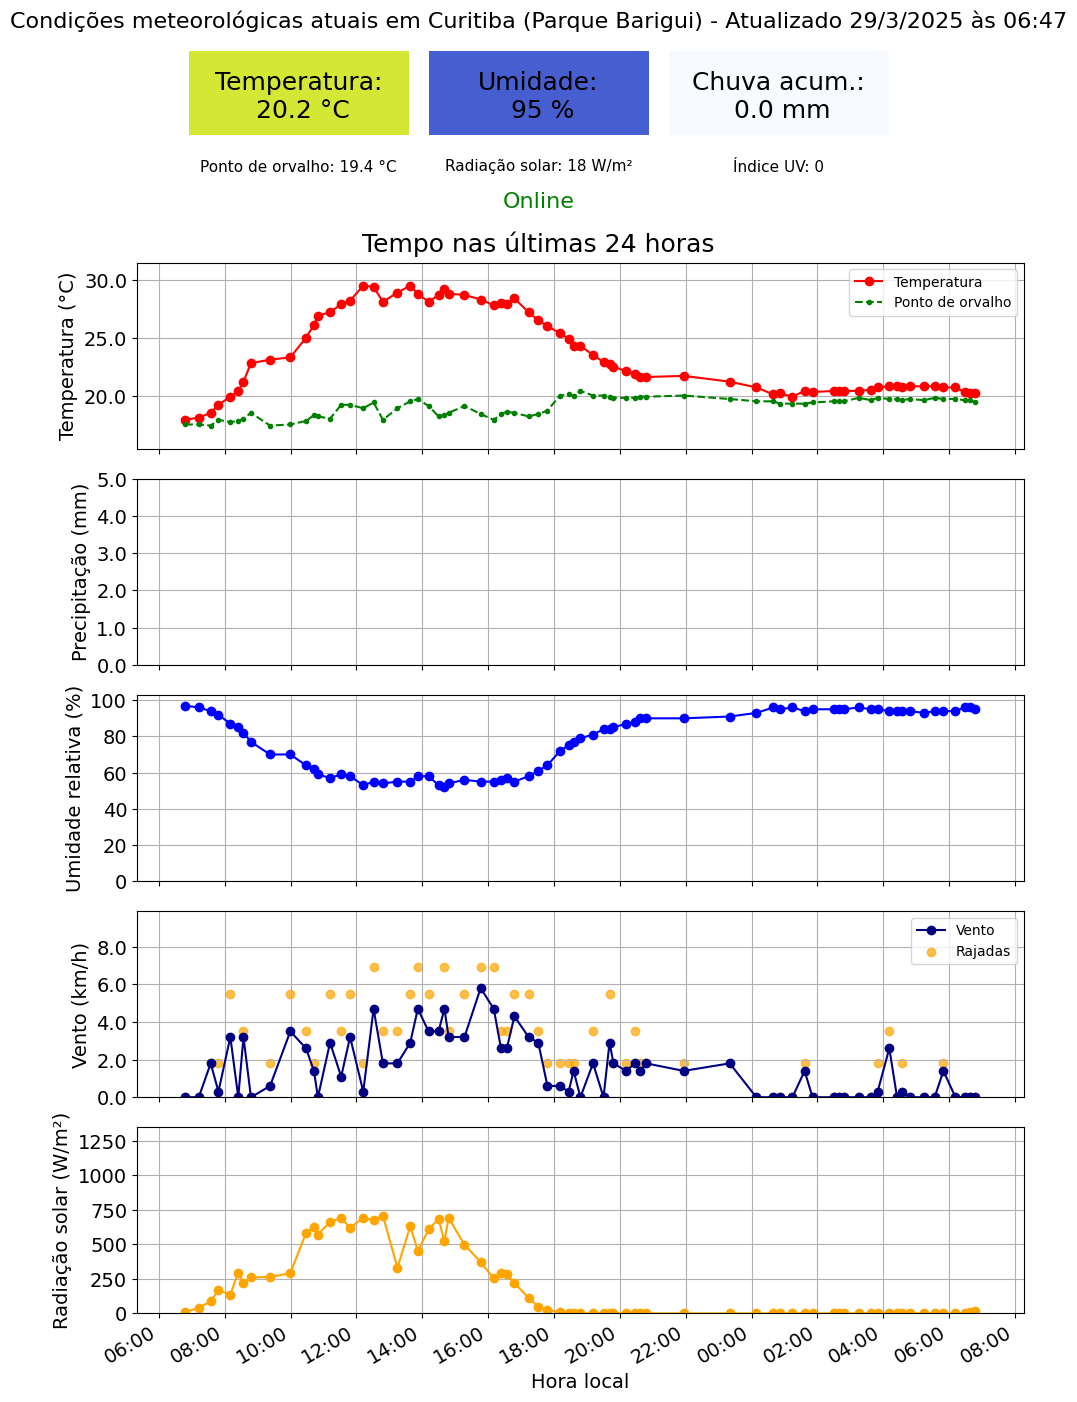 Condições meteorológicas atuais em Curitiba (Parque Barigui) - Atualizado 29/3/2025 às 06:47
Temperatura:
20.2 °C
Umidade:
95 %
Chuva acum.:
0.0 mm
Ponto de orvalho: 19.4 °C
Radiação solar: 18 W/m²
Índice UV: 0
Online
Tempo nas últimas 24 horas
Temperatura (°C)
30.0
25.0
20.0
Temperatura
Ponto de orvalho
Precipitação (mm)
5.0
4.0
3.0
2.0
1.0
0.0
Umidade relativa (%)
100
80
60
40
20
0
Vento (km/h)
8.0
6.0
4.0
2.0
0.0
Vento
Rajadas
Radiação solar (W/m²)
1250
1000
750
500
250
0
06:00
08:00
10:00
12:00
14:00
16:00
18:00
20:00
22:00
00:00
02:00
04:00
06:00
08:00
Hora local